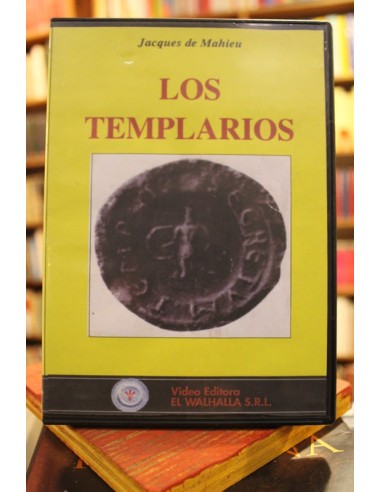 Jacques de Mahieu
LOS
TEMPLARIOS
Video Editora
EL WALHALLA, S.R.L.